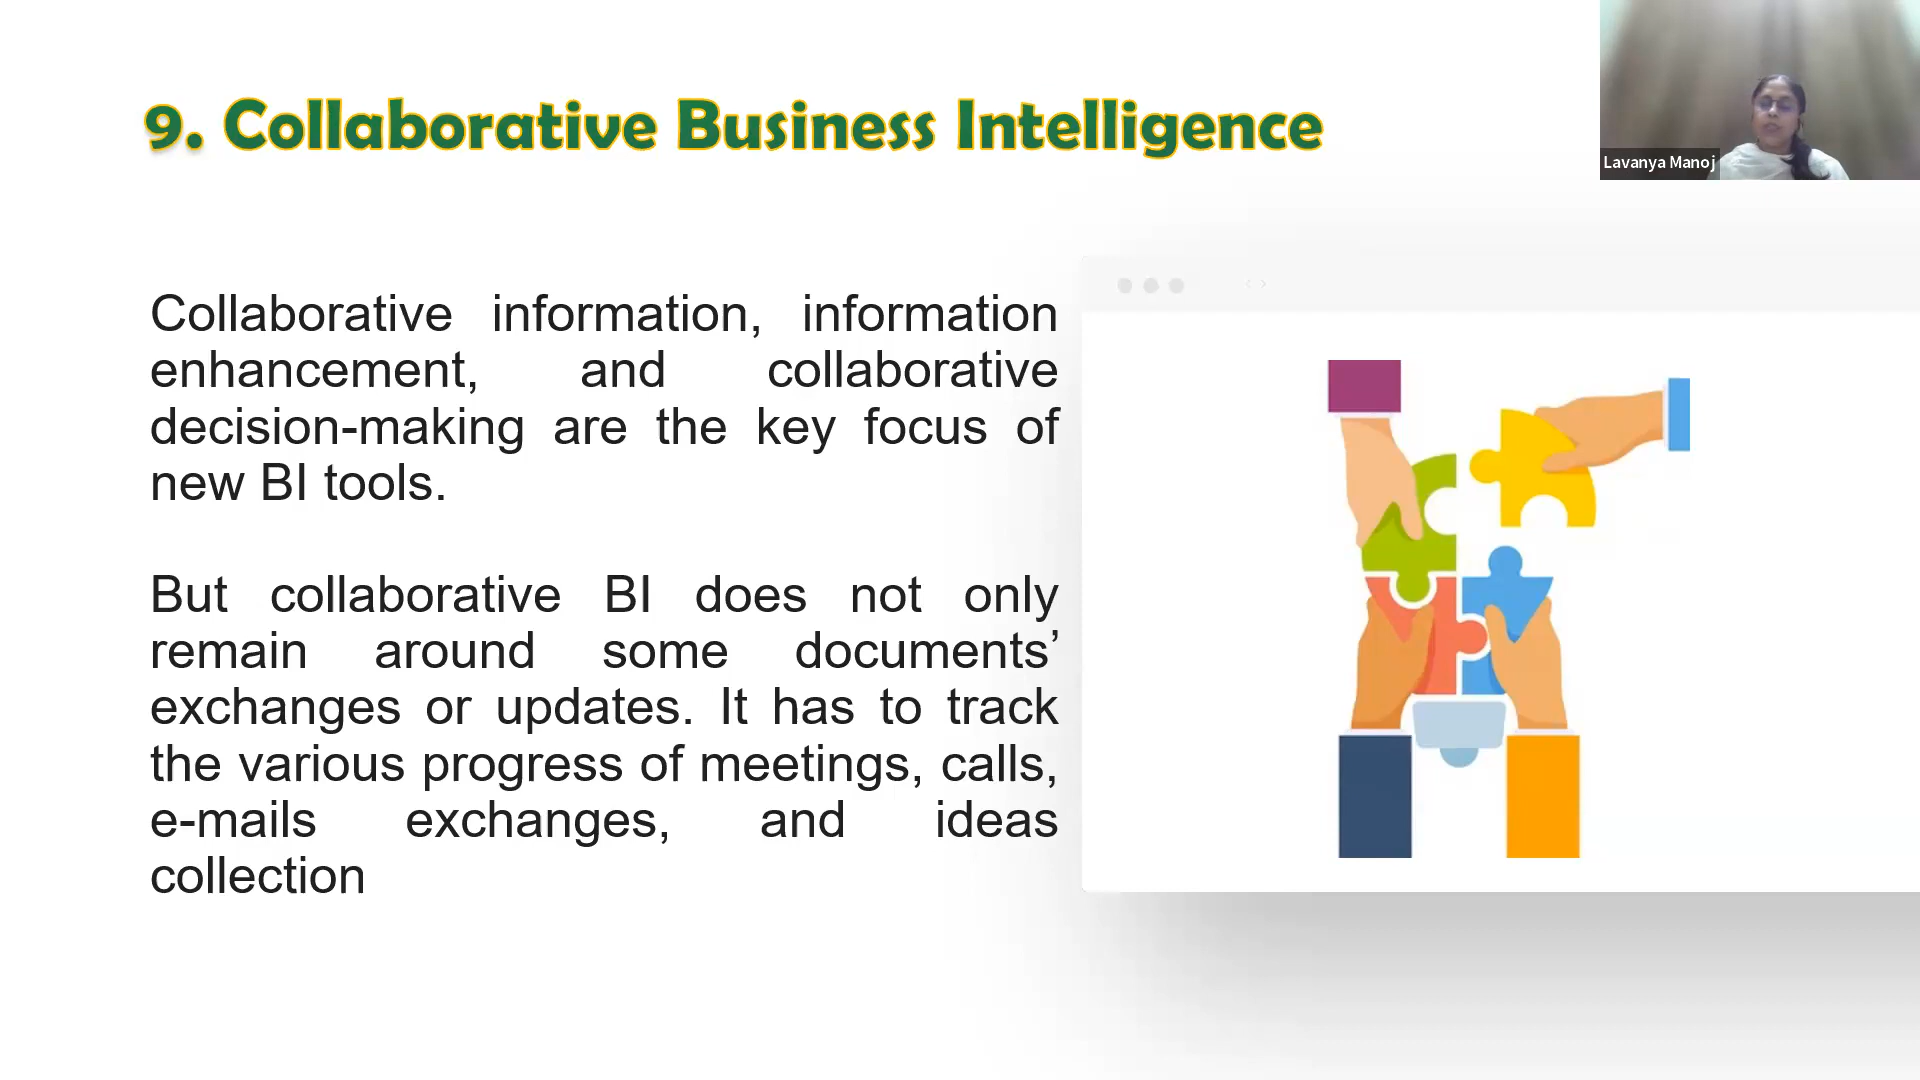 9. Collaborative Business Intelligence
Lavanya Manoj
Collaborative information, information
enhancement, and collaborative
decision-making are the key focus of
new BI tools.
But collaborative BI does not only
remain around some documents’
exchanges or updates. It has to track
the various progress of meetings, calls,
e-mails exchanges, and ideas
collection